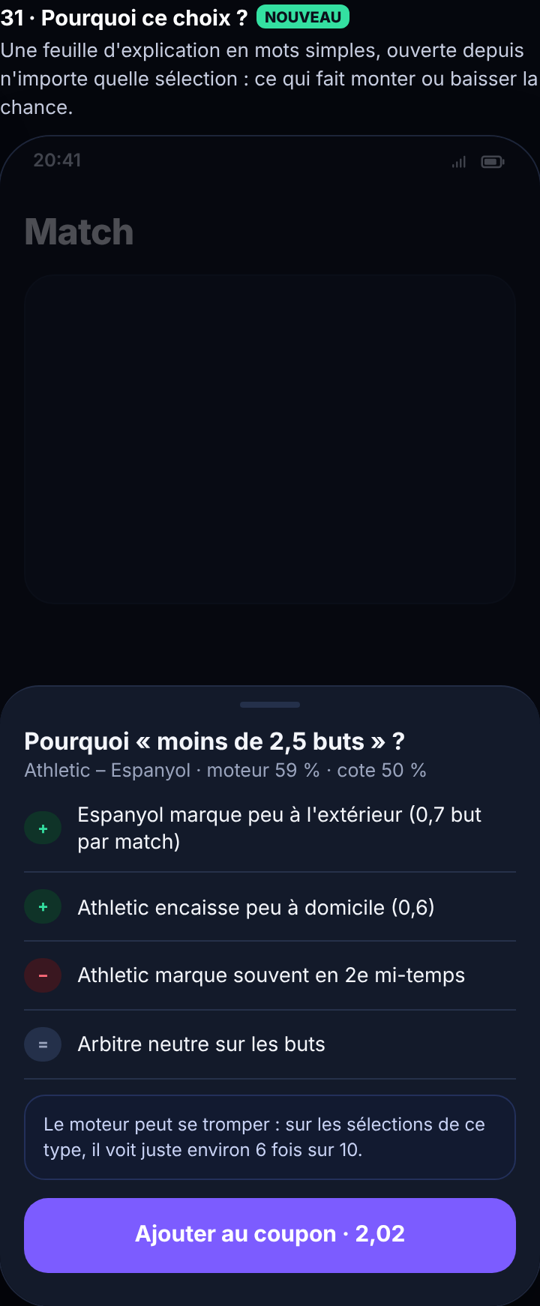 31 · Pourquoi ce choix ? NOUVEAU
Une feuille d'explication en mots simples, ouverte depuis
n'importe quelle sélection : ce qui fait monter ou baisser la
chance.
20:41
Match
Pourquoi « moins de 2,5 buts » ?
Athletic – Espanyol · moteur 59 % · cote 50 %
+ Espanyol marque peu à l'extérieur (0,7 but
par match)
+ Athletic encaisse peu à domicile (0,6)
− Athletic marque souvent en 2e mi-temps
= Arbitre neutre sur les buts
Le moteur peut se tromper : sur les sélections de ce
type, il voit juste environ 6 fois sur 10.
Ajouter au coupon · 2,02